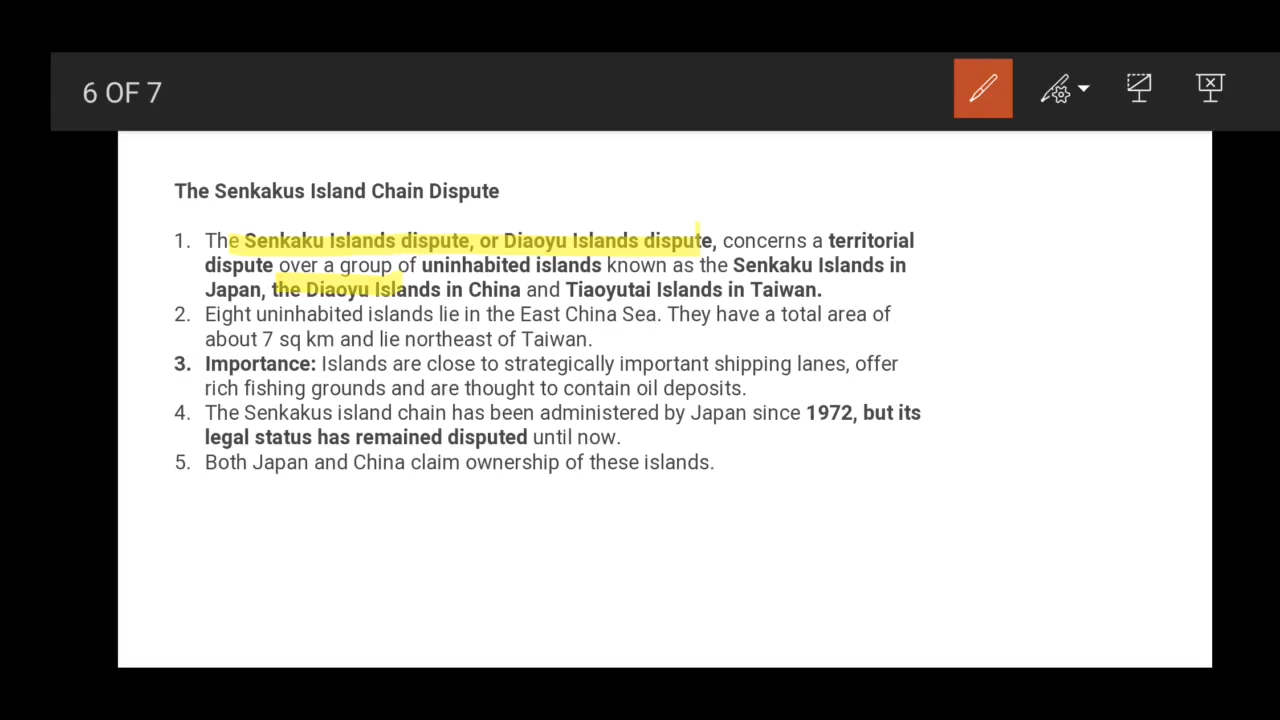 6 OF 7
The Senkakus Island Chain Dispute
1. The Senkaku Islands dispute, or Diaoyu Islands dispute, concerns a territorial
dispute over a group of uninhabited islands known as the Senkaku Islands in
Japan, the Diaoyu Islands in China and Tiaoyutai Islands in Taiwan.
2. Eight uninhabited islands lie in the East China Sea. They have a total area of
about 7 sq km and lie northeast of Taiwan.
3. Importance: Islands are close to strategically important shipping lanes, offer
rich fishing grounds and are thought to contain oil deposits.
4. The Senkakus island chain has been administered by Japan since 1972, but its
legal status has remained disputed until now.
5. Both Japan and China claim ownership of these islands.